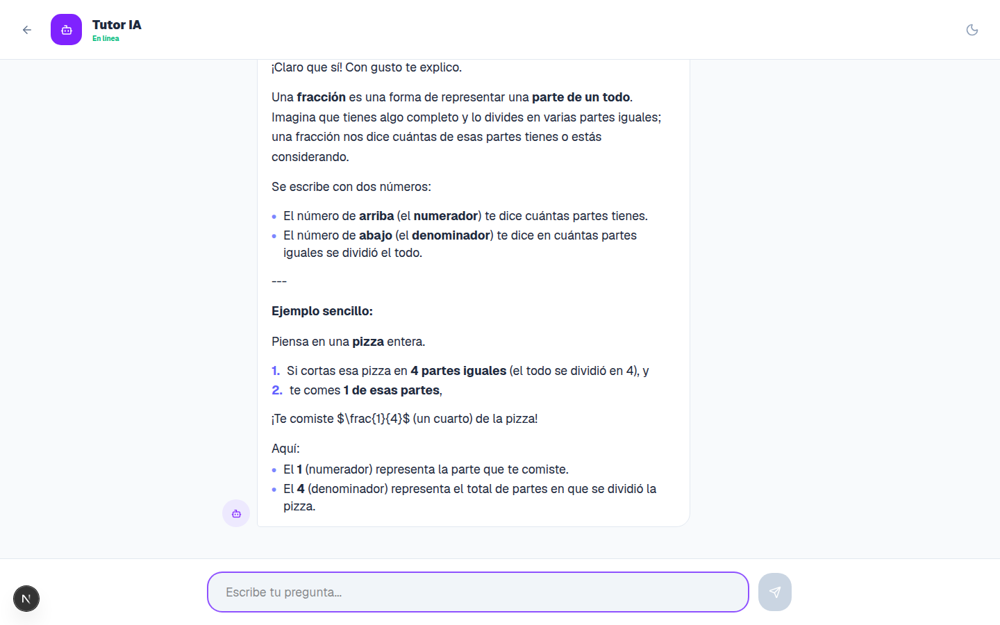 Tutor IA
En línea
¡Claro que sí! Con gusto te explico.
Una fracción es una forma de representar una parte de un todo.
Imagina que tienes algo completo y lo divides en varias partes iguales;
una fracción nos dice cuántas de esas partes tienes o estás
considerando.
Se escribe con dos números:
• El número de arriba (el numerador) te dice cuántas partes tienes.
• El número de abajo (el denominador) te dice en cuántas partes
iguales se dividió el todo.
---
Ejemplo sencillo:
Piensa en una pizza entera.
1. Si cortas esa pizza en 4 partes iguales (el todo se dividió en 4), y
2. te comes 1 de esas partes,
¡Te comiste $\frac{1}{4}$ (un cuarto) de la pizza!
Aquí:
• El 1 (numerador) representa la parte que te comiste.
• El 4 (denominador) representa el total de partes en que se dividió la
pizza.
Escribe tu pregunta...
N